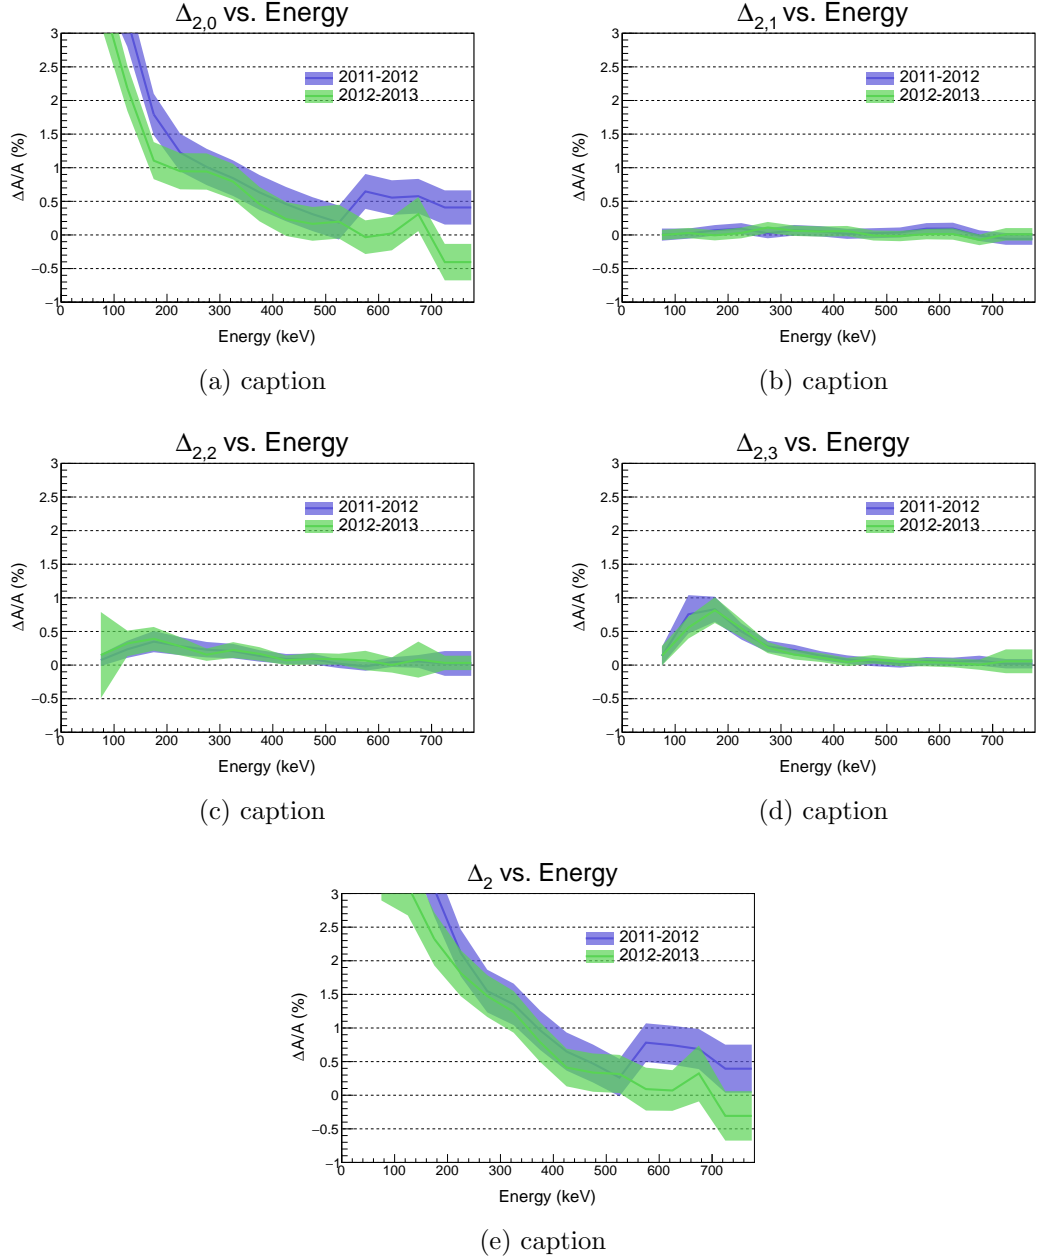 Δ2,0 vs. Energy
3
2.5
2
1.5
1
0.5
0
−0.5
−1
ΔA/A (%)
2011-2012
2012-2013
0 100 200 300 400 500 600 700
Energy (keV)
(a) caption
Δ2,1 vs. Energy
3
2.5
2
1.5
1
0.5
0
−0.5
−1
ΔA/A (%)
2011-2012
2012-2013
0 100 200 300 400 500 600 700
Energy (keV)
(b) caption
Δ2,2 vs. Energy
3
2.5
2
1.5
1
0.5
0
−0.5
−1
ΔA/A (%)
2011-2012
2012-2013
0 100 200 300 400 500 600 700
Energy (keV)
(c) caption
Δ2,3 vs. Energy
3
2.5
2
1.5
1
0.5
0
−0.5
−1
ΔA/A (%)
2011-2012
2012-2013
0 100 200 300 400 500 600 700
Energy (keV)
(d) caption
Δ2 vs. Energy
3
2.5
2
1.5
1
0.5
0
−0.5
−1
ΔA/A (%)
2011-2012
2012-2013
0 100 200 300 400 500 600 700
Energy (keV)
(e) caption